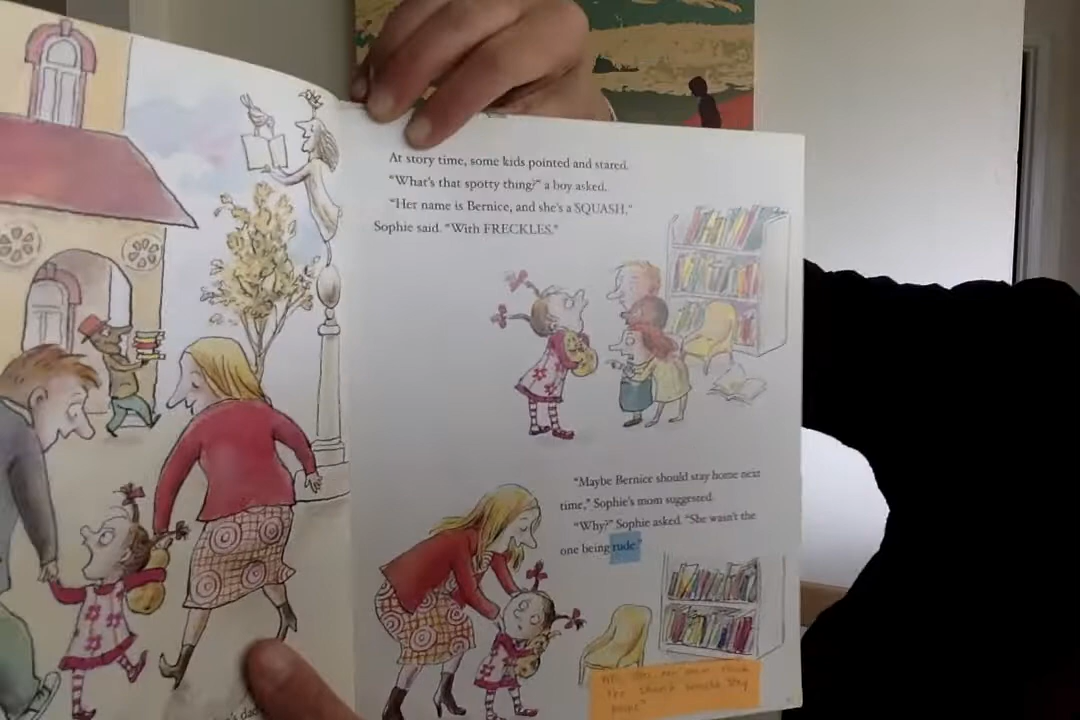 At story time, some kids pointed and stared.
"What's that spotty thing?" a boy asked.
"Her name is Bernice, and she's a SQUASH,"
Sophie said. "With FRECKLES."
"Maybe Bernice should stay home next
time," Sophie's mom suggested.
"Why?" Sophie asked. "She wasn't the
one being rude."